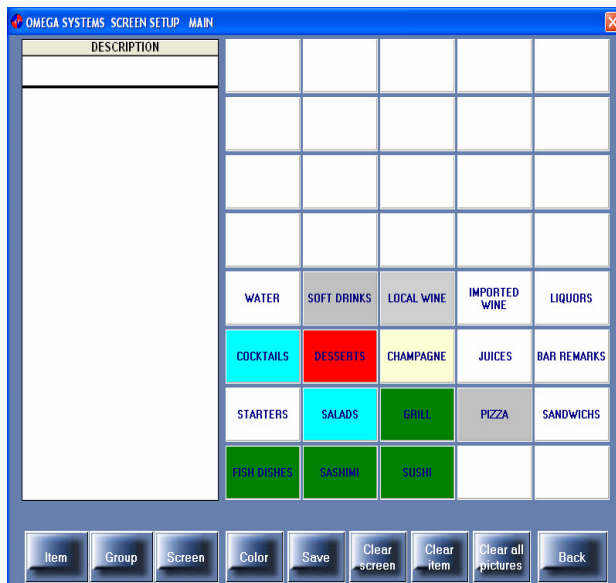 OMEGA SYSTEMS SCREEN SETUP MAIN
DESCRIPTION
WATER
SOFT DRINKS
LOCAL WINE
IMPORTED
WINE
LIQUORS
COCKTAILS
DESSERTS
CHAMPAGNE
JUICES
BAR REMARKS
STARTERS
SALADS
GRILL
PIZZA
SANDWICHS
FISH DISHES
SASHIMI
SUSHI
Item
Group
Screen
Color
Save
Clear
screen
Clear
item
Clear all
pictures
Back